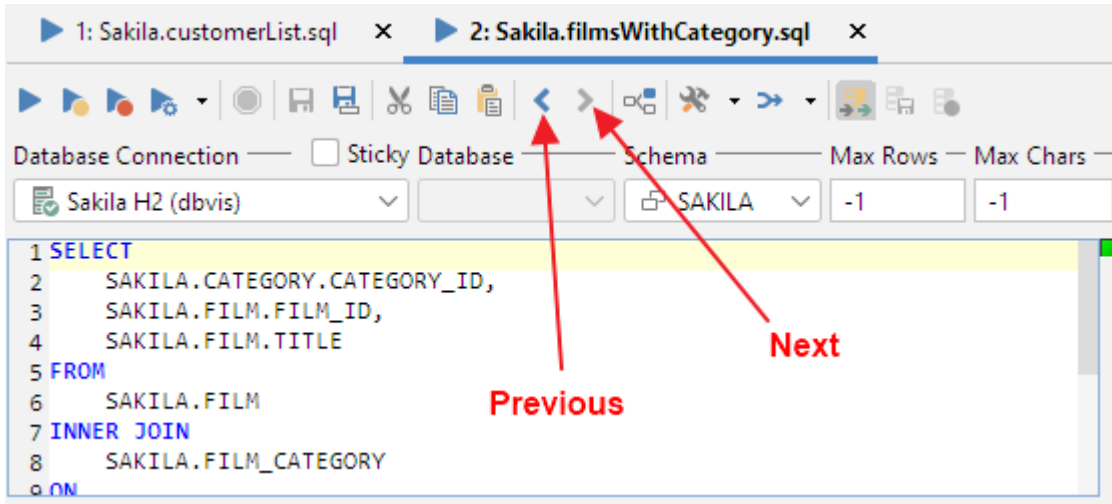 1: Sakila.customerList.sql 2: Sakila.filmsWithCategory.sql
Database Connection Sticky Database Schema Max Rows Max Chars
Sakila H2 (dbvis) SAKILA -1 -1
1 SELECT
2 SAKILA.CATEGORY.CATEGORY_ID,
3 SAKILA.FILM.FILM_ID,
4 SAKILA.FILM.TITLE
Next
5 FROM
6 SAKILA.FILM
Previous
7 INNER JOIN
8 SAKILA.FILM_CATEGORY
9 ON